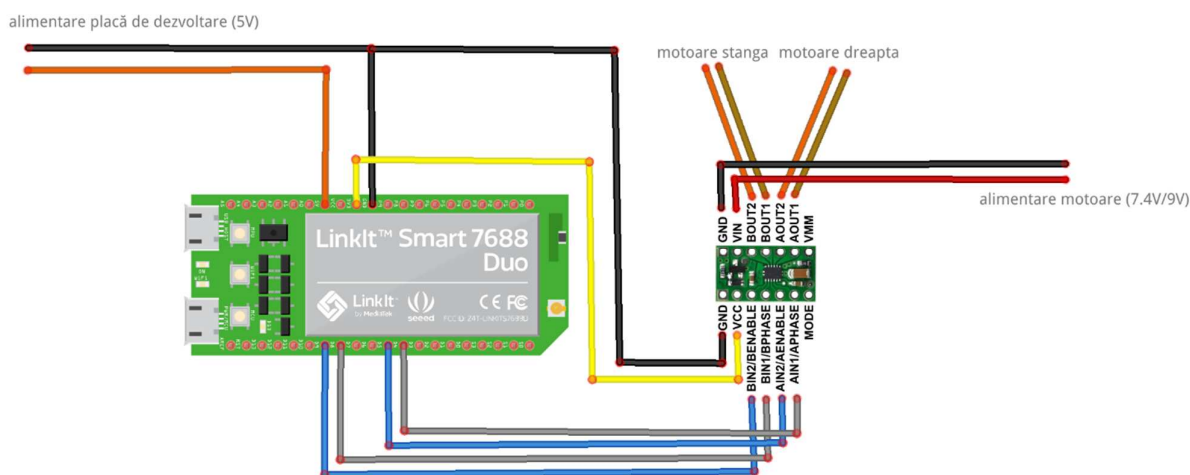 alimentare placă de dezvoltare (5V)
motoare stanga
motoare dreapta
alimentare motoare (7.4V/9V)
GND
VIN
BOUT2
BOUT1
AOUT2
AOUT1
VMM
LinkIt™ Smart 7688
Duo
LinkIt
by MediaTek
seeed
CE FC
GND
VCC
BIN2/BENABLE
BIN1/BPHASE
AIN2/AENABLE
AIN1/APHASE
MODE